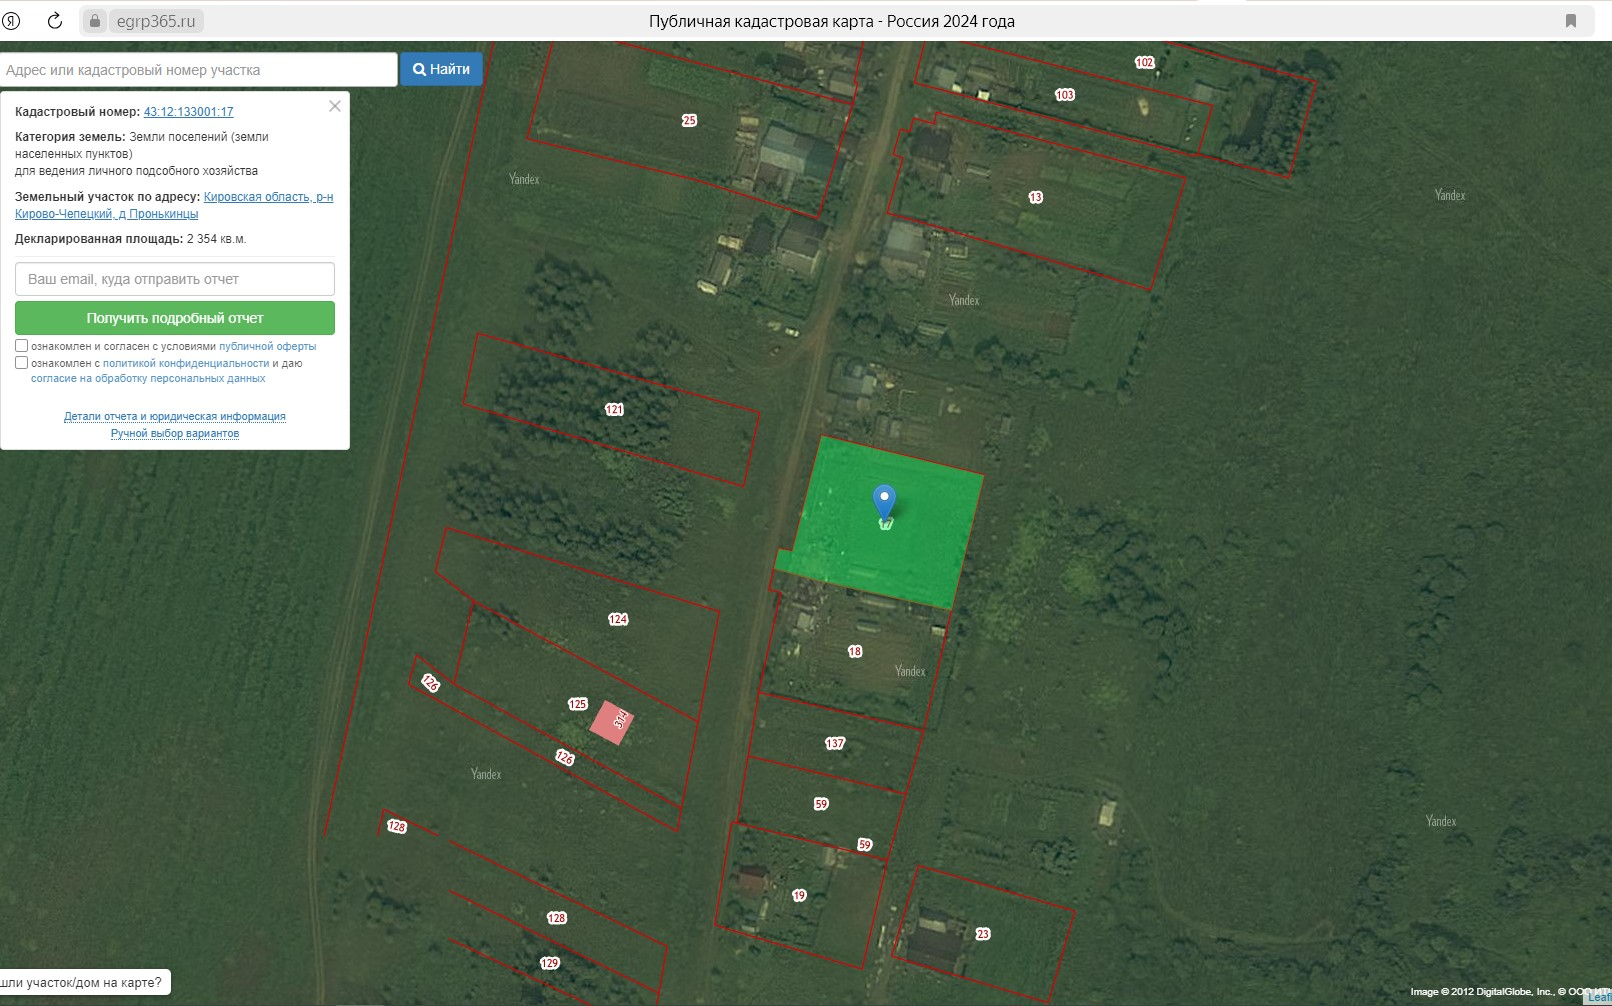 Я
egrp365.ru
Публичная кадастровая карта - Россия 2024 года
Адрес или кадастровый номер участка
Найти
Кадастровый номер: 43:12:133001:17
Категория земель: Земли поселений (земли
населенных пунктов)
для ведения личного подсобного хозяйства
Земельный участок по адресу: Кировская область, р-н
Кирово-Чепецкий, д Пронькинцы
Декларированная площадь: 2 354 кв.м.
Ваш email, куда отправить отчет
Получить подробный отчет
ознакомлен и согласен с условиями публичной оферты
ознакомлен с политикой конфиденциальности и даю
согласие на обработку персональных данных
Детали отчета и юридическая информация
Ручной выбор вариантов
102
103
25
Yandex
13
Yandex
Yandex
121
124
18
Yandex
126
125
314
137
126
Yandex
59
Yandex
128
59
19
128
23
129
шли участок/дом на карте?
Image © 2012 DigitalGlobe, Inc., © ООО ИТ
Leaf